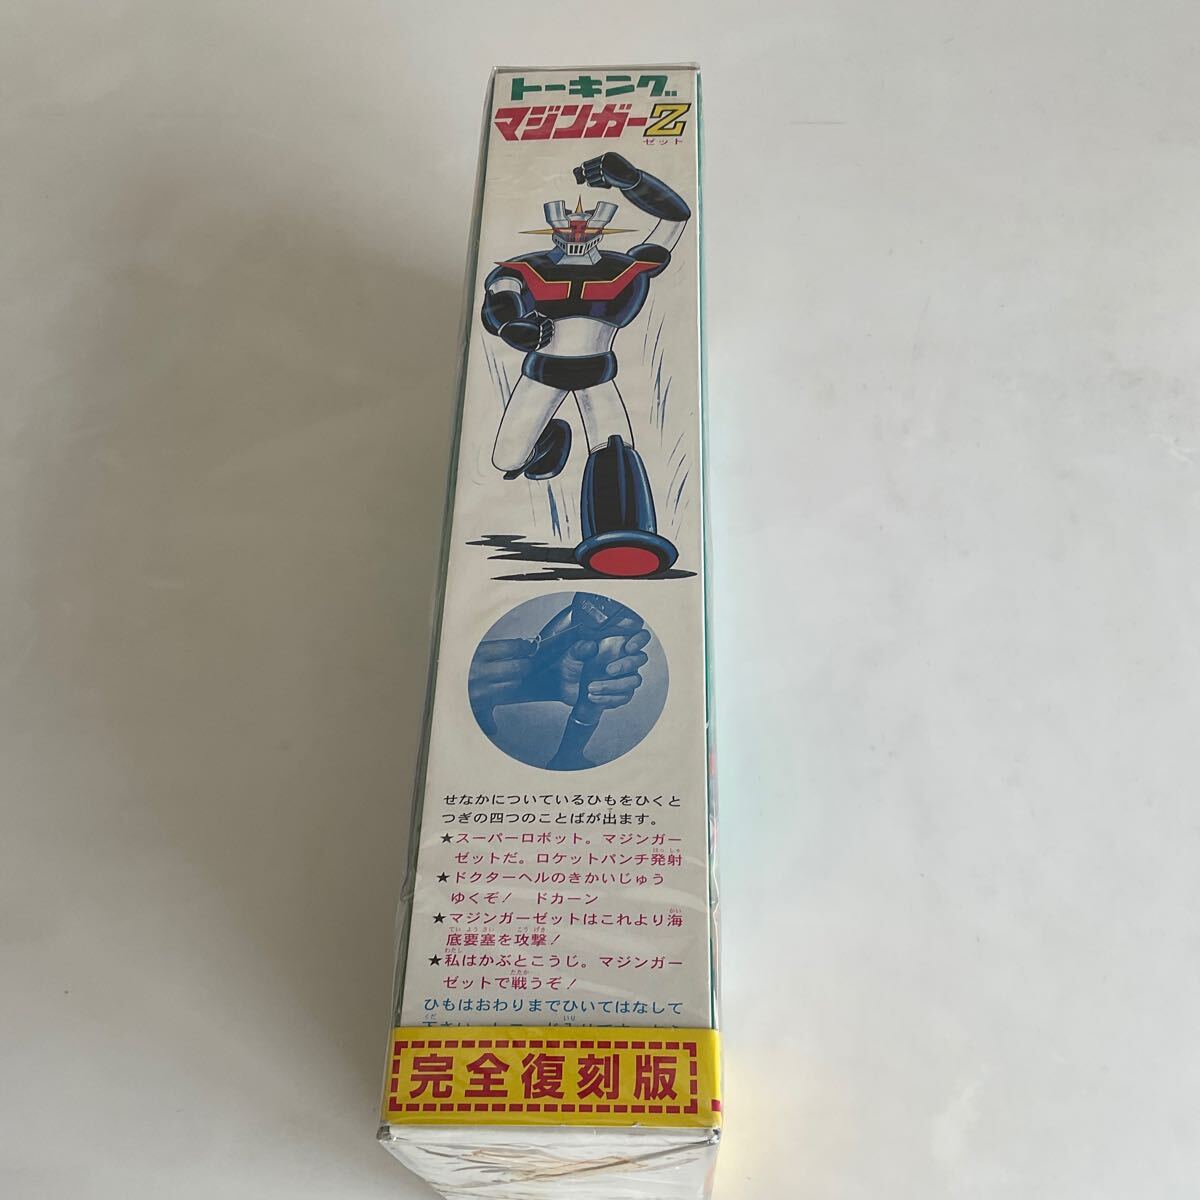 トーキング
マジンガーZ
ゼット
せなかについているひもをひくと
つぎの四つのことばが出ます。
★スーパーロボット。マジンガー
ゼットだ。ロケットパンチ発射
★ドクターヘルのきかいじゅう
ゆくぞ! ドカーン
★マジンガーゼットはこれより海
底要塞を攻撃!
★私はかぶとこうじ。マジンガー
ゼットで戦うぞ!
ひもはおわりまでひいてはなして
完全復刻版